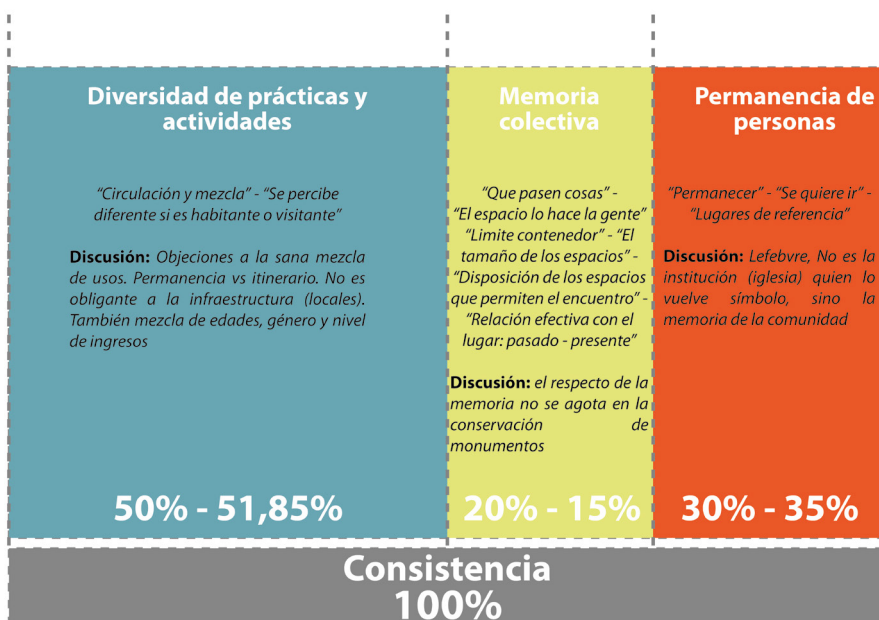 Diversidad de prácticas y
actividades
“Circulación y mezcla” - “Se percibe
diferente si es habitante o visitante”
Discusión: Objeciones a la sana mezcla
de usos. Permanencia vs itinerario. No es
obligante a la infraestructura (locales).
También mezcla de edades, género y nivel
de ingresos
50% - 51,85%
Memoria
colectiva
“Que pasen cosas” -
“El espacio lo hace la gente”
“Limite contenedor” - “El
tamaño de los espacios” -
“Disposición de los espacios
que permiten el encuentro” -
“Relación efectiva con el
lugar: pasado - presente”
Discusión: el respecto de la
memoria no se agota en la
conservación de
monumentos
20% - 15%
Permanencia de
personas
“Permanecer” - “Se quiere ir” -
“Lugares de referencia”
Discusión: Lefebvre, No es la
institución (iglesia) quien lo
vuelve símbolo, sino la
memoria de la comunidad
30% - 35%
Consistencia
100%